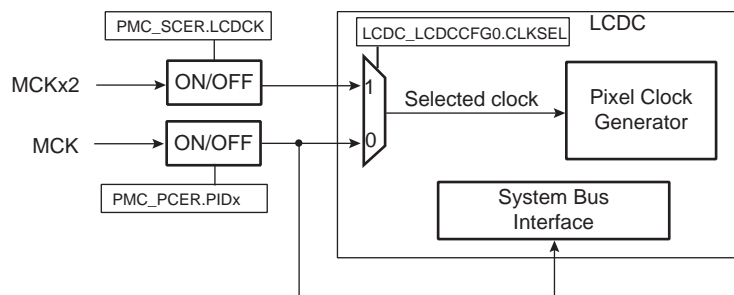 PMC_SCER.LCDCK
LCDC_LCDCCFG0.CLKSEL
LCDC
MCKx2
ON/OFF
1
Selected clock
Pixel Clock
Generator
MCK
ON/OFF
0
PMC_PCER.PIDx
System Bus
Interface